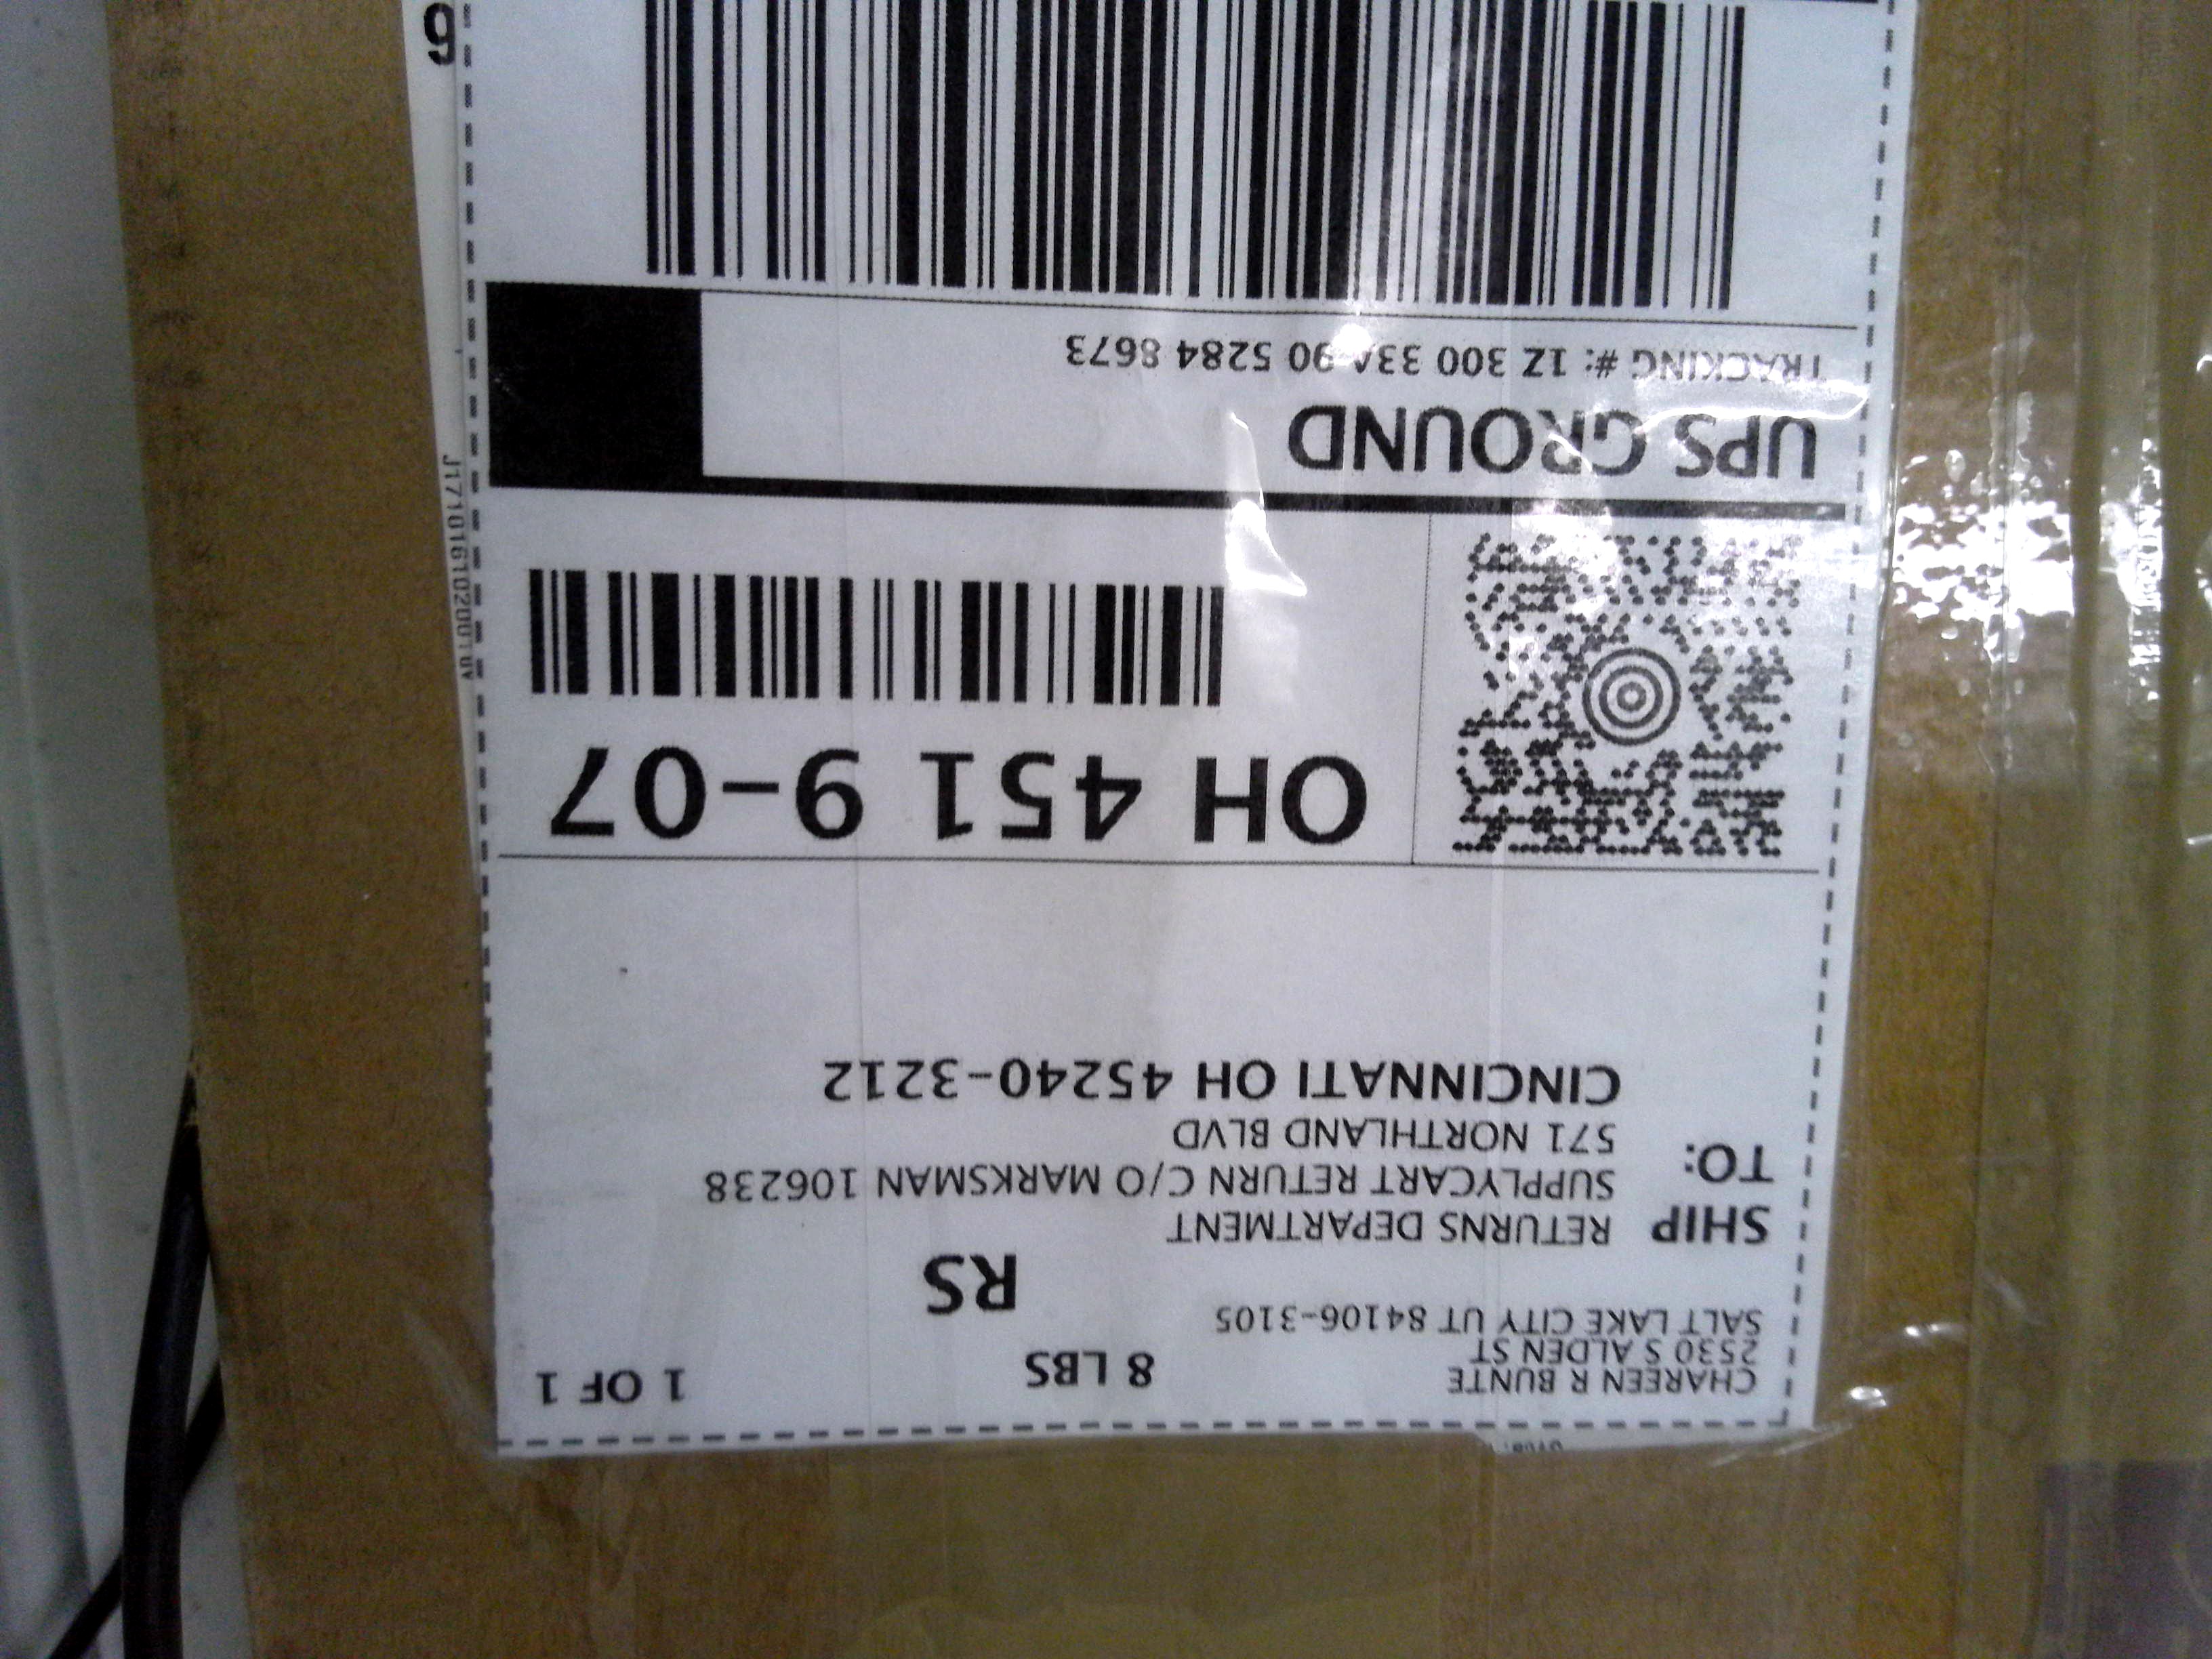 CHAREEN R BUNTE
2530 S ALDEN ST
SALT LAKE CITY UT 84106-3105
8 LBS
1 OF 1
RS
SHIP TO:
RETURNS DEPARTMENT
SUPPLYCART RETURN C/O MARKSMAN 106238
571 NORTHLAND BLVD
CINCINNATI OH 45240-3212
OH 451 9-07
UPS GROUND
TRACKING #: 1Z 300 33A 90 5284 8673